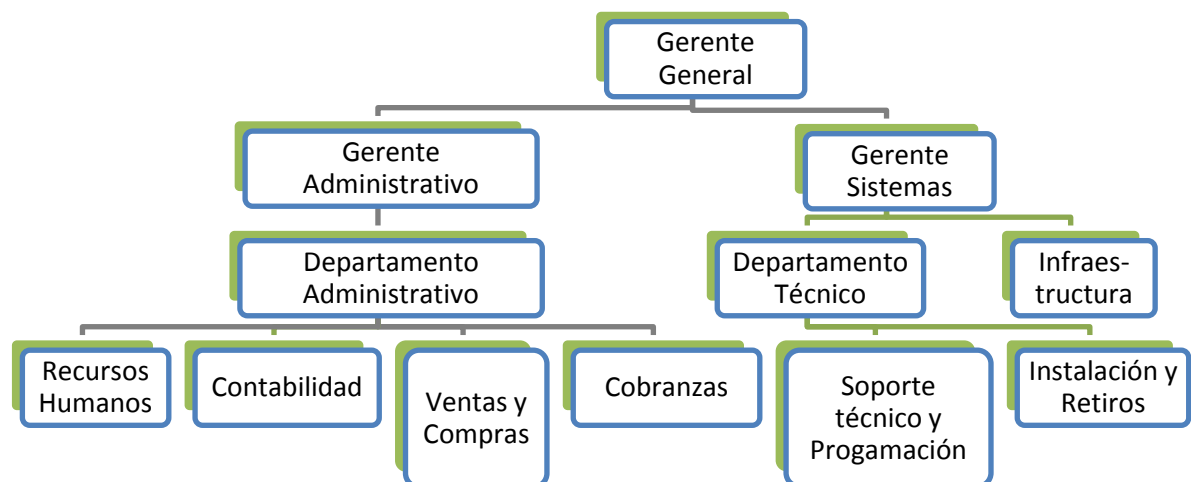 Gerente
General
Gerente
Administrativo
Gerente
Sistemas
Departamento
Administrativo
Departamento
Técnico
Infraes-
tructura
Recursos
Humanos
Contabilidad
Ventas y
Compras
Cobranzas
Soporte
técnico y
Progamación
Instalación y
Retiros